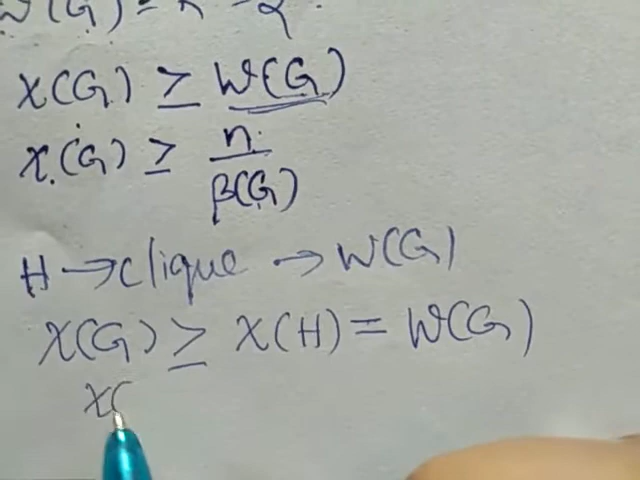 χ(G) ≥ W(G)
χ(G) ≥ n / β(G)
H → clique → W(G)
χ(G) ≥ χ(H) = W(G)
χ(